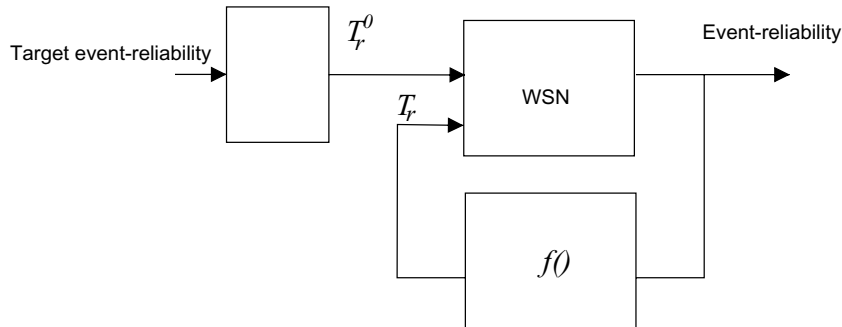 Target event-reliability
T_r^0
Event-reliability
T_r
WSN
f()